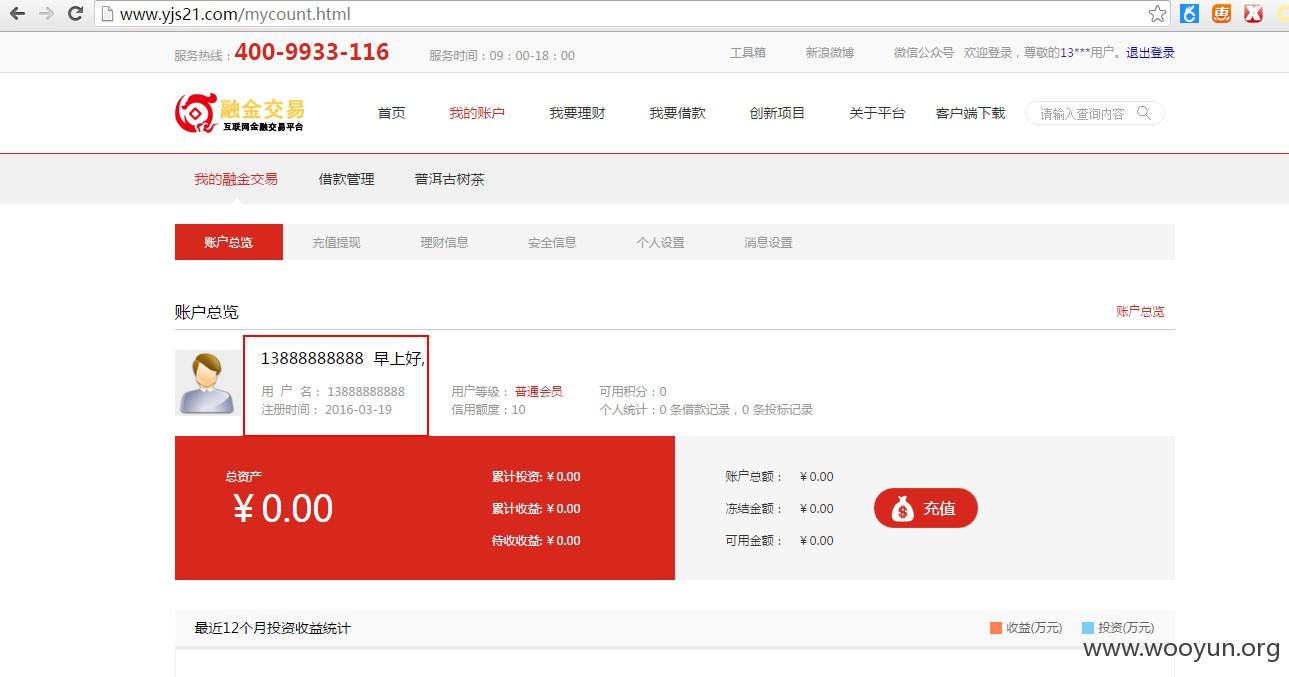 www.yjs21.com/mycount.html
服务热线：400-9933-116 服务时间：09：00-18：00 工具箱 新浪微博 微信公众号 欢迎登录，尊敬的13***用户。退出登录
融金交易
互联网金融交易平台
首页 我的账户 我要理财 我要借款 创新项目 关于平台 客户端下载 请输入查询内容
我的融金交易 借款管理 普洱古树茶
账户总览 充值提现 理财信息 安全信息 个人设置 消息设置
账户总览 账户总览
13888888888 早上好,
用 户 名： 13888888888 用户等级： 普通会员 可用积分：0
注册时间： 2016-03-19 信用额度：10 个人统计：0 条借款记录，0 条投标记录
总资产 累计投资: ¥0.00 账户总额： ¥0.00
¥0.00 累计收益: ¥0.00 冻结金额： ¥0.00 充值
待收收益: ¥0.00 可用金额： ¥0.00
最近12个月投资收益统计 收益(万元) 投资(万元)
www.wooyun.org